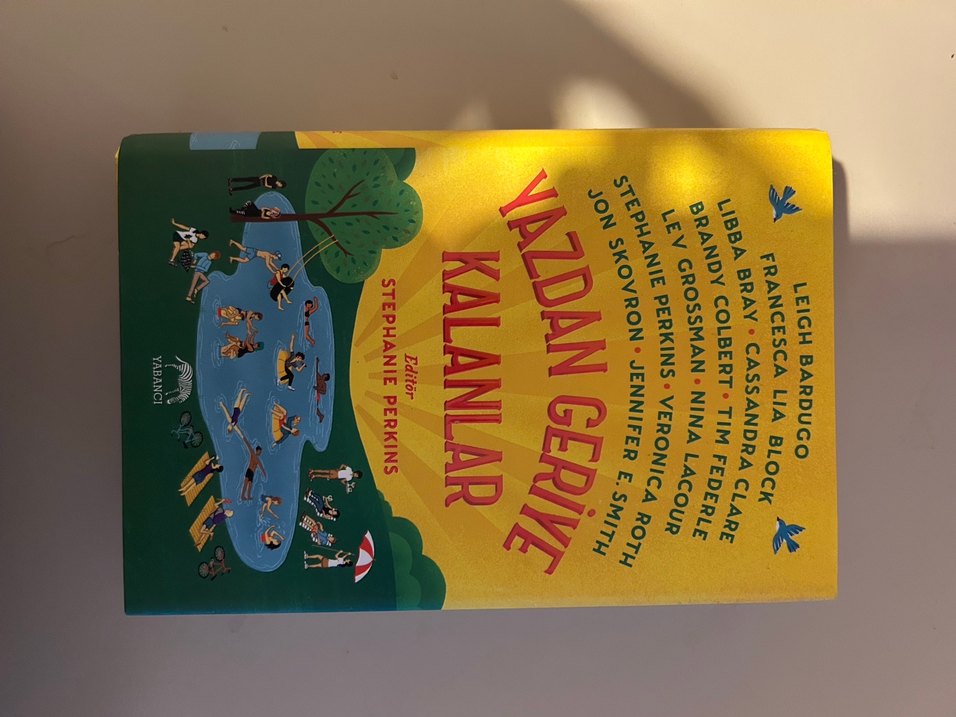 LEIGH BARDUGO
FRANCESCA LIA BLOCK
LIBBA BRAY • CASSANDRA CLARE
BRANDY COLBERT • TIM FEDERLE
LEV GROSSMAN • NINA LACOUR
STEPHANIE PERKINS • VERONICA ROTH
JON SKOVRON • JENNIFER E. SMITH
YAZDAN GERİYE
KALANLAR
Editör
STEPHANIE PERKINS
YABANCI